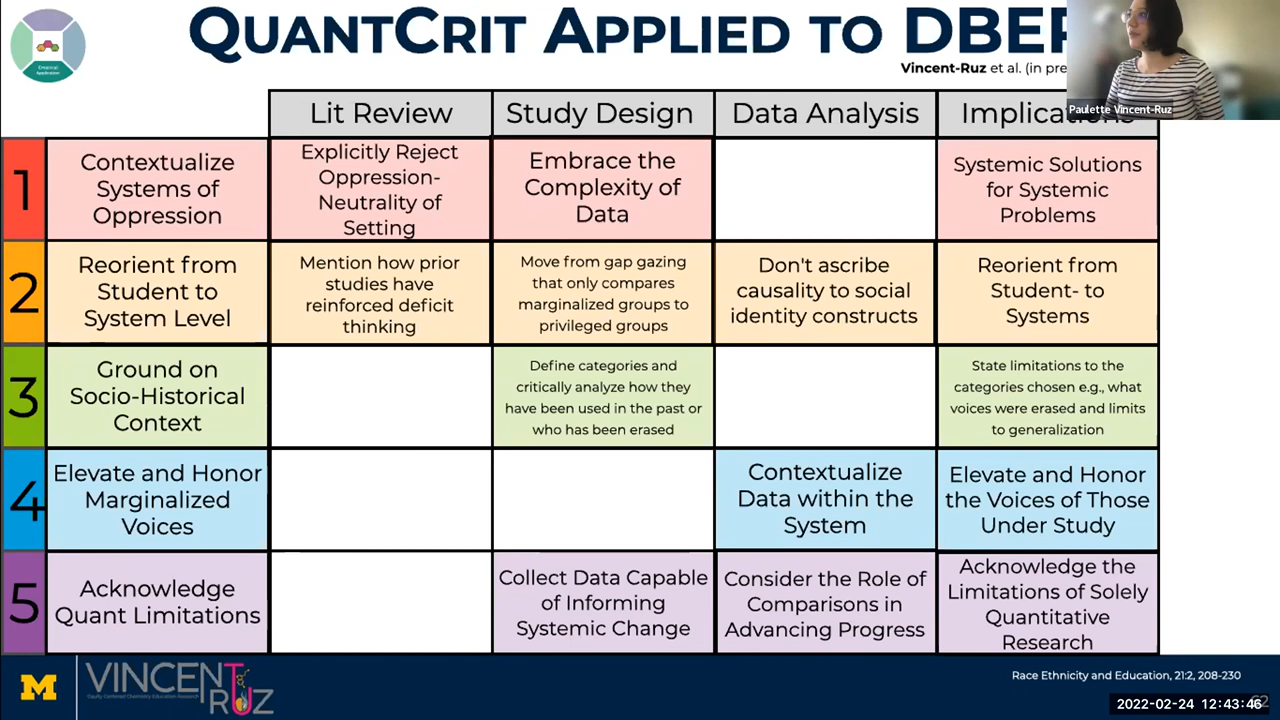 QUANTCRIT APPLIED TO DBER
Vincent-Ruz et al. (in pre
Paulette Vincent-Ruz
Empirical
Application
Lit Review
Study Design
Data Analysis
Implications
1
Contextualize
Systems of
Oppression
Explicitly Reject
Oppression-
Neutrality of
Setting
Embrace the
Complexity of
Data
Systemic Solutions
for Systemic
Problems
2
Reorient from
Student to
System Level
Mention how prior
studies have
reinforced deficit
thinking
Move from gap gazing
that only compares
marginalized groups to
privileged groups
Don't ascribe
causality to social
identity constructs
Reorient from
Student- to
Systems
3
Ground on
Socio-Historical
Context
Define categories and
critically analyze how they
have been used in the past or
who has been erased
State limitations to the
categories chosen e.g., what
voices were erased and limits
to generalization
4
Elevate and Honor
Marginalized
Voices
Contextualize
Data within the
System
Elevate and Honor
the Voices of Those
Under Study
5
Acknowledge
Quant Limitations
Collect Data Capable
of Informing
Systemic Change
Consider the Role of
Comparisons in
Advancing Progress
Acknowledge the
Limitations of Solely
Quantitative
Research
M
VINCENT
RUZ
Equity-Centered Chemistry Education Research
Race Ethnicity and Education, 21:2, 208-230
62
2022-02-24 12:43:46